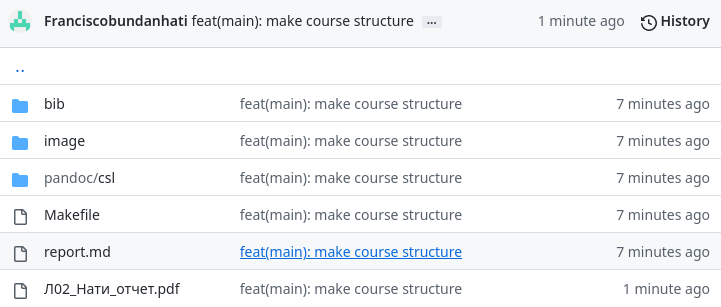 Franciscobundanhati feat(main): make course structure ... 1 minute ago History
..
bib feat(main): make course structure 7 minutes ago
image feat(main): make course structure 7 minutes ago
pandoc/csl feat(main): make course structure 7 minutes ago
Makefile feat(main): make course structure 7 minutes ago
report.md feat(main): make course structure 7 minutes ago
Л02_Нати_отчет.pdf feat(main): make course structure 1 minute ago